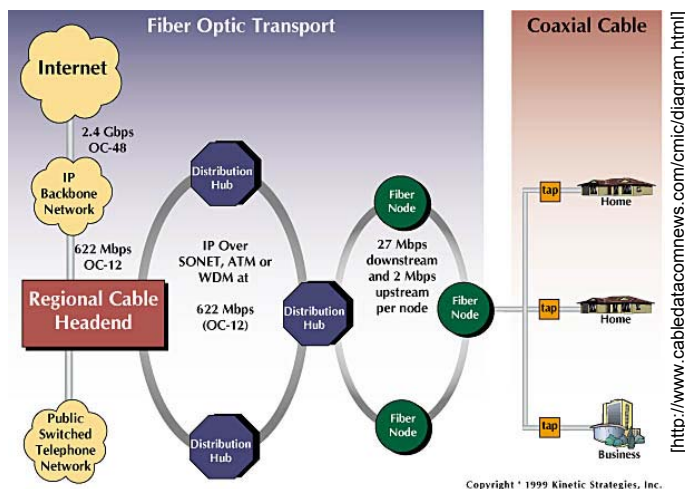 Fiber Optic Transport
Coaxial Cable
Internet
2.4 Gbps
OC-48
IP
Backbone
Network
622 Mbps
OC-12
Regional Cable
Headend
Public
Switched
Telephone
Network
Distribution
Hub
IP Over
SONET, ATM or
WDM at
622 Mbps
(OC-12)
Distribution
Hub
Distribution
Hub
Fiber
Node
27 Mbps
downstream
and 2 Mbps
upstream
per node
Fiber
Node
Fiber
Node
tap
Home
tap
Home
tap
Business
Copyright * 1999 Kinetic Strategies, Inc.
[http://www.cabledatacomnews.com/cmic/diagram.html]